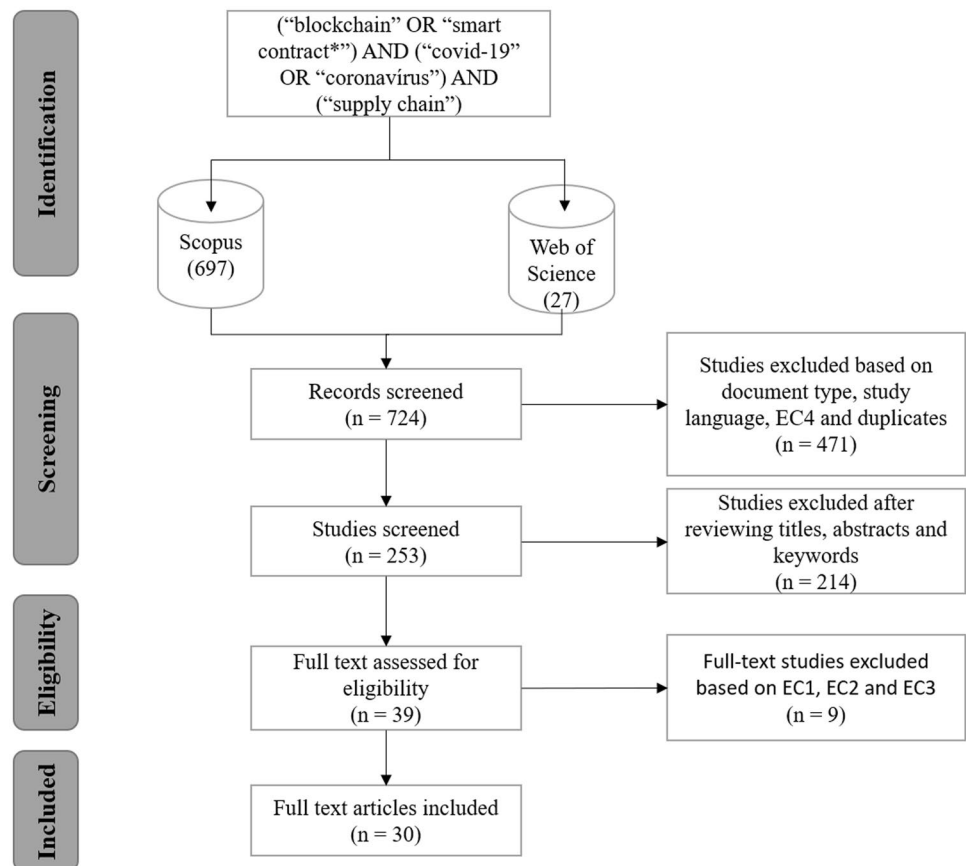 Identification
(“blockchain” OR “smart
contract*”) AND (“covid-19”
OR “coronavírus”) AND
(“supply chain”)
Scopus
(697)
Web of
Science
(27)
Screening
Records screened
(n = 724)
Studies excluded based on
document type, study
language, EC4 and duplicates
(n = 471)
Studies screened
(n = 253)
Studies excluded after
reviewing titles, abstracts and
keywords
(n = 214)
Eligibility
Full text assessed for
eligibility
(n = 39)
Full-text studies excluded
based on EC1, EC2 and EC3
(n = 9)
Included
Full text articles included
(n = 30)